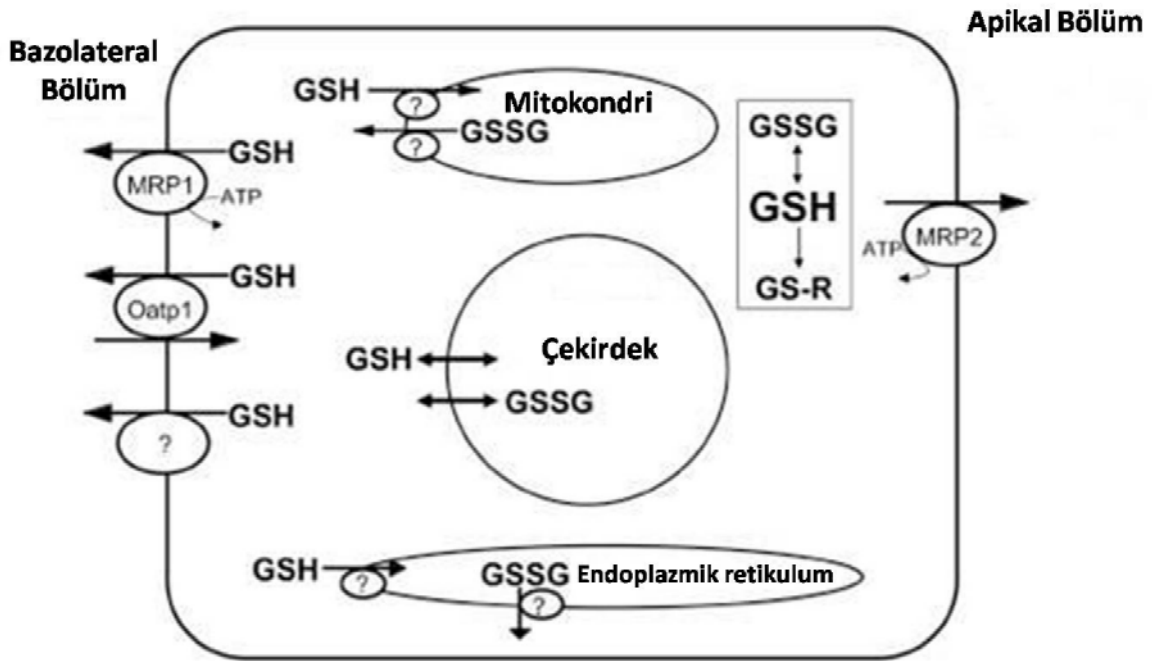 Bazolateral
Bölüm
Apikal Bölüm
GSH
?
Mitokondri
GSSG
?
GSH
MRP1
ATP
GSH
Oatp1
GSH
?
GSSG
GSH
GS-R
ATP
MRP2
GSH
Çekirdek
GSSG
GSH
?
GSSG Endoplazmik retikulum
?